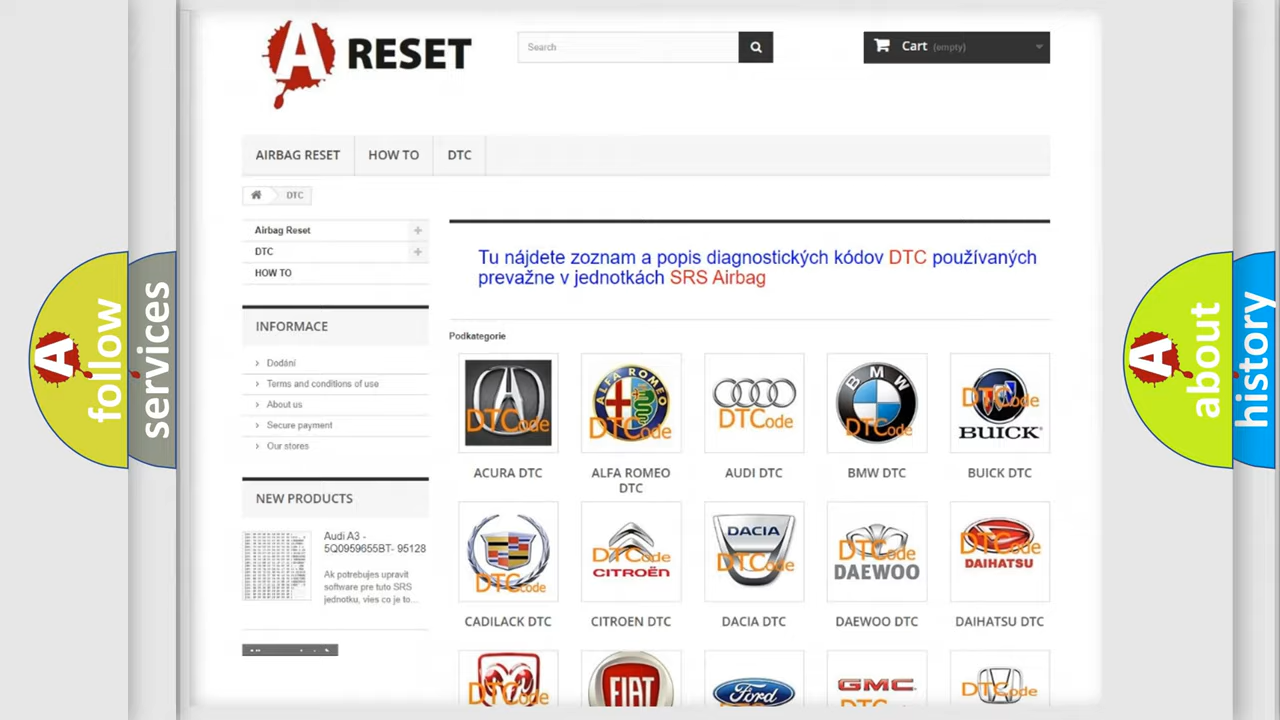 A RESET
Search
Cart (empty)
AIRBAG RESET
HOW TO
DTC
DTC
Airbag Reset
DTC
HOW TO
INFORMACE
Dodání
Terms and conditions of use
About us
Secure payment
Our stores
NEW PRODUCTS
Audi A3 -
5Q0959655BT- 95128
Ak potrebujes upravit
software pre tuto SRS
jednotku, vies co je to...
Tu nájdete zoznam a popis diagnostických kódov DTC používaných
prevažne v jednotkách SRS Airbag
Podkategorie
DTCode
ALFA ROMEO
DTCode
DTCode
BMW
DTCode
DTCode
BUICK
ACURA DTC
ALFA ROMEO
DTC
AUDI DTC
BMW DTC
BUICK DTC
DTCode
DTCode
CITROËN
DACIA
DTCode
DTCode
DAEWOO
DTCode
DAIHATSU
CADILACK DTC
CITROEN DTC
DACIA DTC
DAEWOO DTC
DAIHATSU DTC
DTCode
FIAT
Ford
GMC
DTCode
A follow
services
A about
history